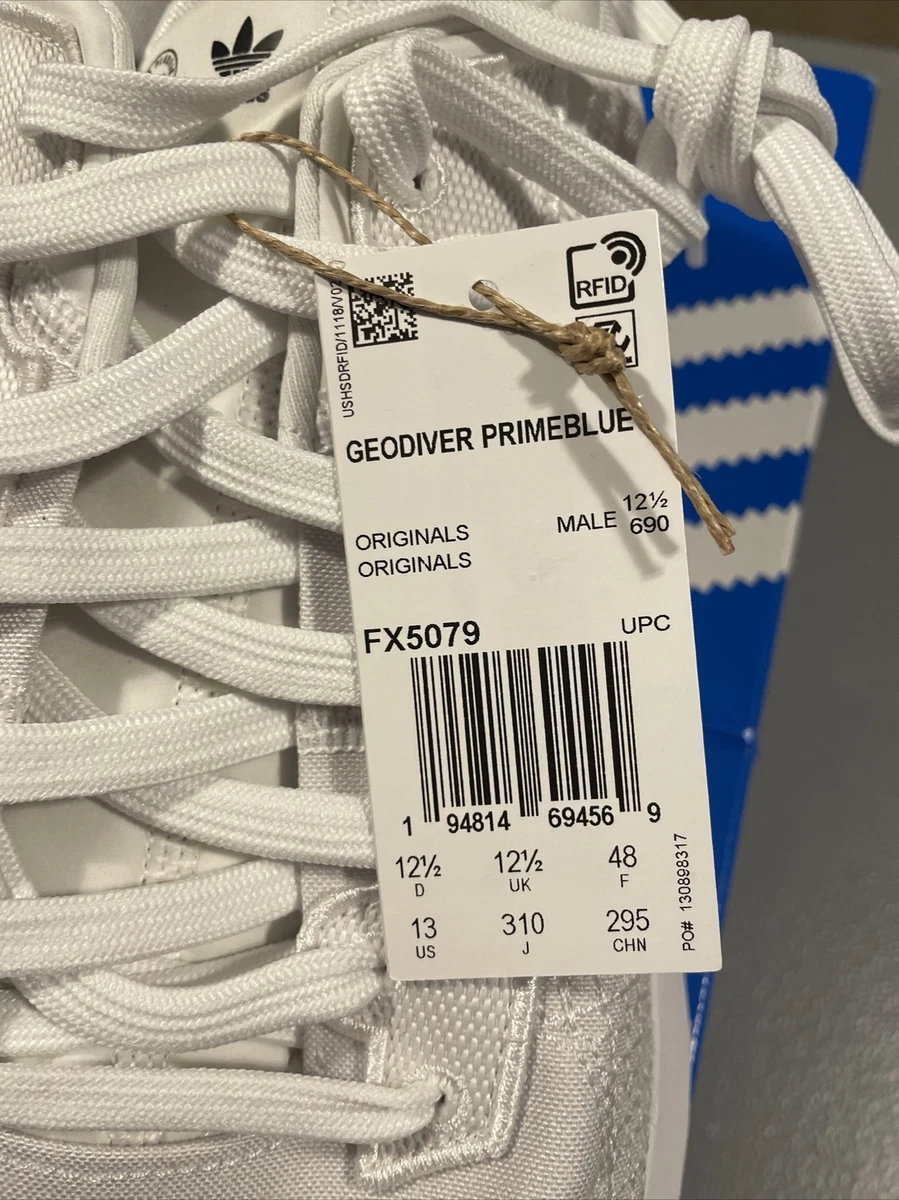 RFID
USHSDRFID/1118/V02
GEODIVER PRIMEBLUE
ORIGINALS
ORIGINALS
MALE 12½
690
FX5079
UPC
1 94814 69456 9
12½ 12½ 48
D UK F
13 310 295
US J CHN
PO# 130898317